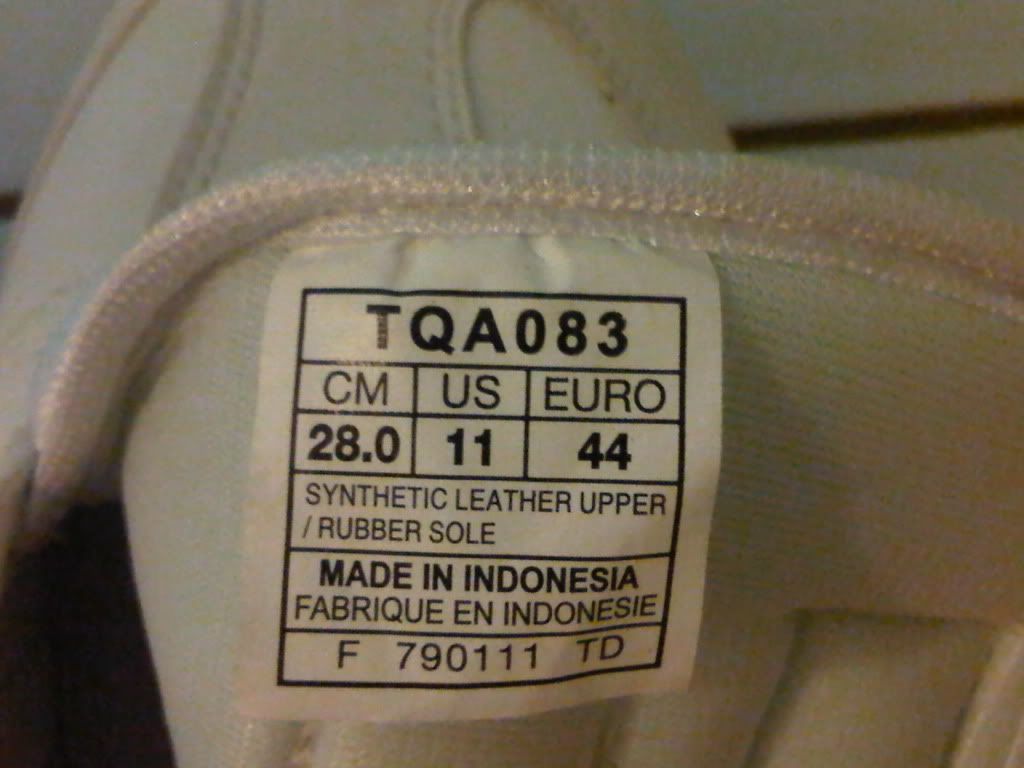 TQA083
CM US EURO
28.0 11 44
SYNTHETIC LEATHER UPPER
/ RUBBER SOLE
MADE IN INDONESIA
FABRIQUE EN INDONESIE
F 790111 TD